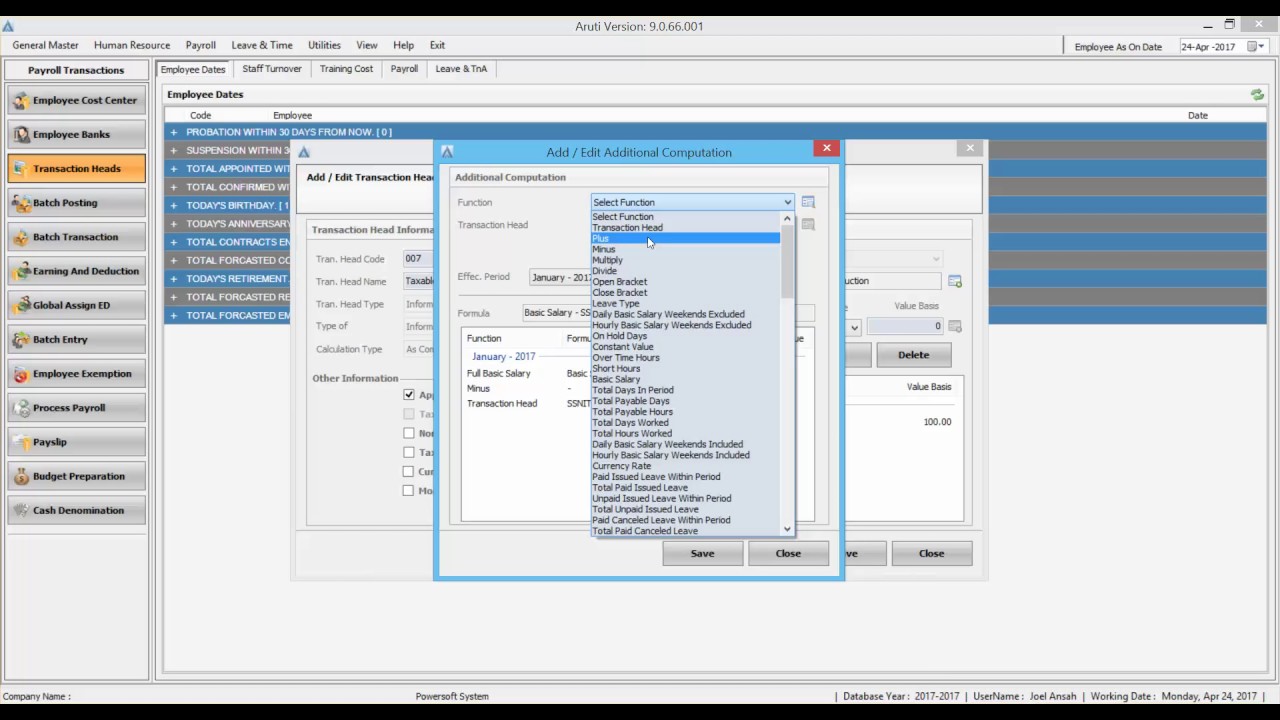 Aruti Version: 9.0.66.001
General Master Human Resource Payroll Leave & Time Utilities View Help Exit
Employee As On Date 24-Apr -2017
Payroll Transactions
Employee Cost Center
Employee Banks
Transaction Heads
Batch Posting
Batch Transaction
Earning And Deduction
Global Assign ED
Batch Entry
Employee Exemption
Process Payroll
Payslip
Budget Preparation
Cash Denomination
Employee Dates Staff Turnover Training Cost Payroll Leave & TnA
Employee Dates
Code Employee Date
+ PROBATION WITHIN 30 DAYS FROM NOW. [ 0 ]
+ SUSPENSION WITHIN 3
+ TOTAL APPOINTED WIT
+ TOTAL CONFIRMED WI
+ TODAY'S BIRTHDAY. [ 1
+ TODAY'S ANNIVERSAR
+ TOTAL CONTRACTS EN
+ TOTAL FORCASTED CO
+ TODAY'S RETIREMENT.
+ TOTAL FORCASTED RE
+ TOTAL FORCASTED EM
Add / Edit Transaction Hea
Transaction Head Informa
Tran. Head Code 007
Tran. Head Name Taxabl
Tran. Head Type Inform
Type of Inform
Calculation Type As Con
Other Information
Ap
Ta
Non
Ta
Cur
Mo
ction
Value Basis
0
Delete
Value Basis
100.00
ve Close
Add / Edit Additional Computation
Additional Computation
Function Select Function
Transaction Head
Effec. Period January - 2017
Formula Basic Salary - SS
Function Formu ue
January - 2017
Full Basic Salary Basic
Minus -
Transaction Head SSNIT
Select Function
Transaction Head
Plus
Minus
Multiply
Divide
Open Bracket
Close Bracket
Leave Type
Daily Basic Salary Weekends Excluded
Hourly Basic Salary Weekends Excluded
On Hold Days
Constant Value
Over Time Hours
Short Hours
Basic Salary
Total Days In Period
Total Payable Days
Total Payable Hours
Total Days Worked
Total Hours Worked
Daily Basic Salary Weekends Included
Hourly Basic Salary Weekends Included
Currency Rate
Paid Issued Leave Within Period
Total Paid Issued Leave
Unpaid Issued Leave Within Period
Total Unpaid Issued Leave
Paid Canceled Leave Within Period
Total Paid Canceled Leave
Save Close
Company Name : Powersoft System | Database Year : 2017-2017 | UserName : Joel Ansah | Working Date : Monday, Apr 24, 2017 |